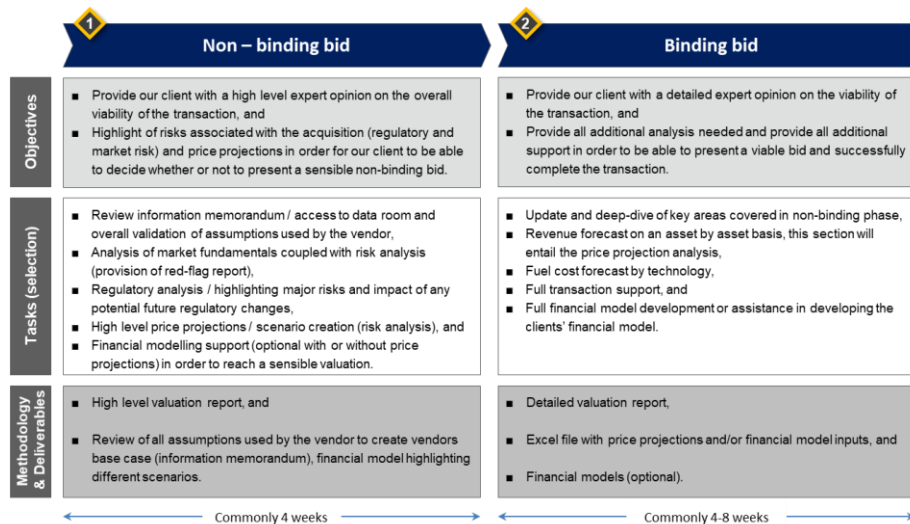 1
Non – binding bid
2
Binding bid
Objectives
■ Provide our client with a high level expert opinion on the overall
viability of the transaction, and
■ Highlight of risks associated with the acquisition (regulatory and
market risk) and price projections in order for our client to be able
to decide whether or not to present a sensible non-binding bid.
■ Provide our client with a detailed expert opinion on the viability of
the transaction, and
■ Provide all additional analysis needed and provide all additional
support in order to be able to present a viable bid and successfully
complete the transaction.
Tasks (selection)
■ Review information memorandum / access to data room and
overall validation of assumptions used by the vendor,
■ Analysis of market fundamentals coupled with risk analysis
(provision of red-flag report),
■ Regulatory analysis / highlighting major risks and impact of any
potential future regulatory changes,
■ High level price projections / scenario creation (risk analysis), and
■ Financial modelling support (optional with or without price
projections) in order to reach a sensible valuation.
■ Update and deep-dive of key areas covered in non-binding phase,
■ Revenue forecast on an asset by asset basis, this section will
entail the price projection analysis,
■ Fuel cost forecast by technology,
■ Full transaction support, and
■ Full financial model development or assistance in developing the
clients' financial model.
Methodology
& Deliverables
■ High level valuation report, and
■ Review of all assumptions used by the vendor to create vendors
base case (information memorandum), financial model highlighting
different scenarios.
■ Detailed valuation report,
■ Excel file with price projections and/or financial model inputs, and
■ Financial models (optional).
Commonly 4 weeks
Commonly 4-8 weeks